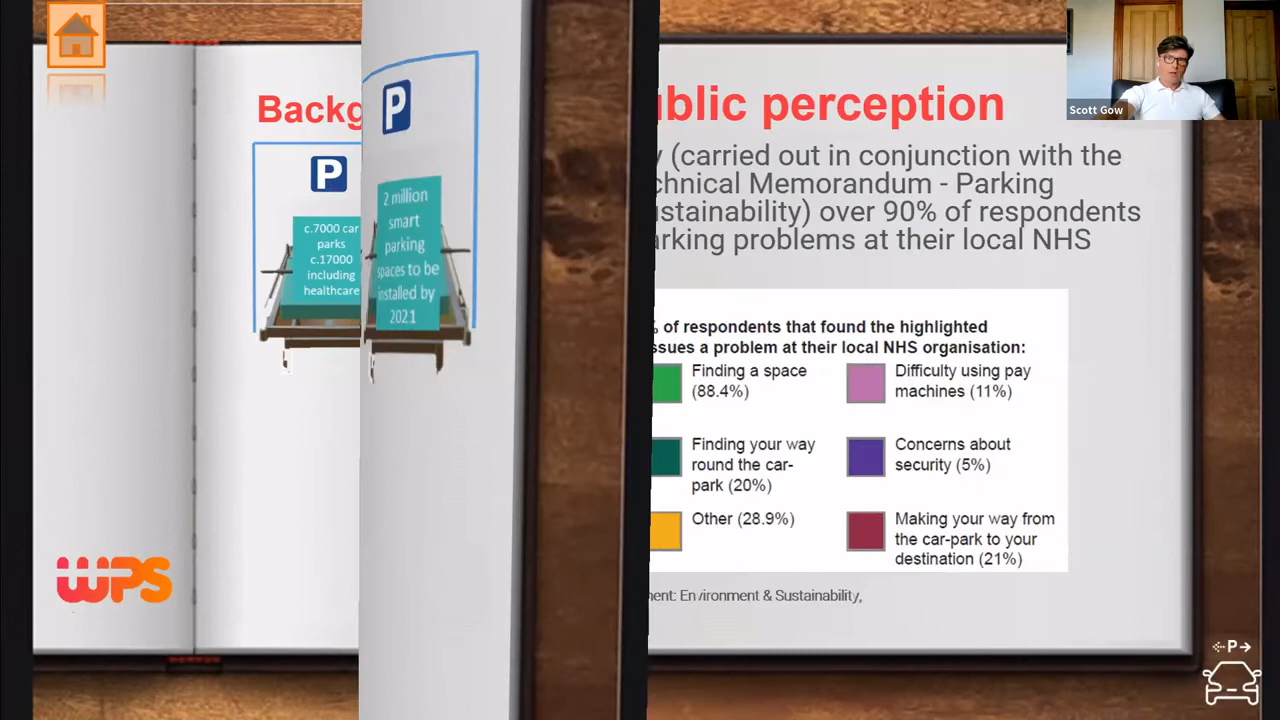 Backg
P
c.7000 car
parks
c.17000
including
healthcare
P
2 million
smart
parking
spaces to be
installed by
2021
ublic perception
y (carried out in conjunction with the
chnical Memorandum - Parking
ustainability) over 90% of respondents
arking problems at their local NHS
% of respondents that found the highlighted
ssues a problem at their local NHS organisation:
Finding a space
(88.4%)
Finding your way
round the car-
park (20%)
Other (28.9%)
Difficulty using pay
machines (11%)
Concerns about
security (5%)
Making your way from
the car-park to your
destination (21%)
ment: Environment & Sustainability,
WPS
Scott Gow
P